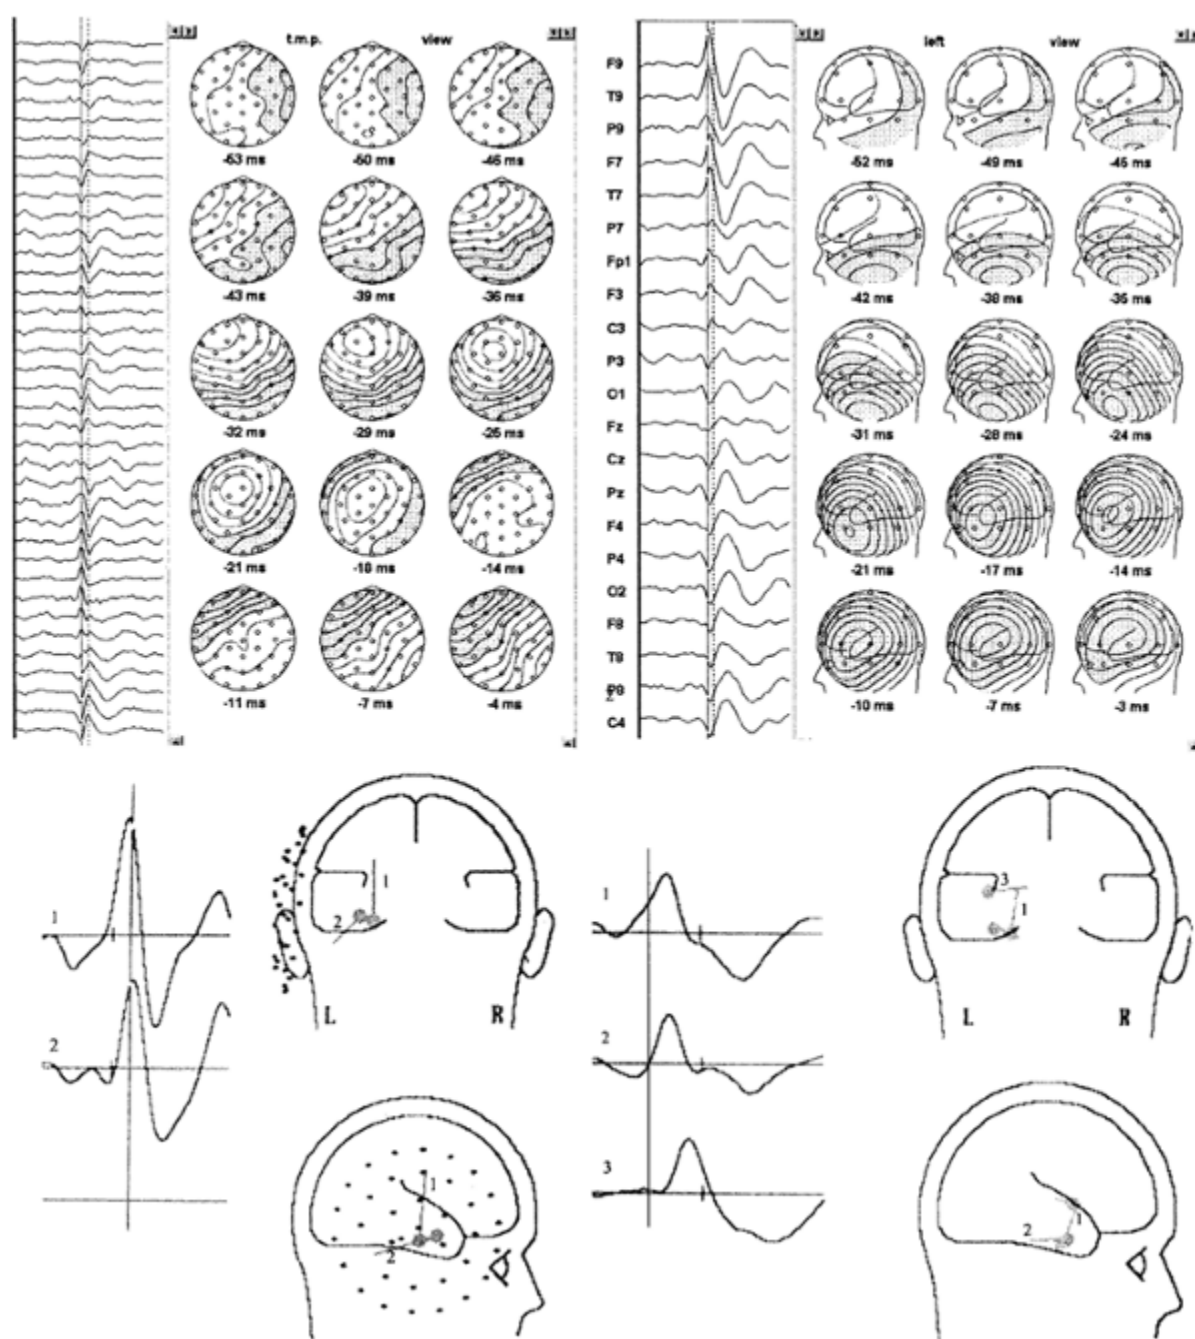 t.m.p. view
-53 ms -50 ms -46 ms
-43 ms -39 ms -36 ms
-32 ms -29 ms -25 ms
-21 ms -18 ms -14 ms
-11 ms -7 ms -4 ms
F9
T9
P9
F7
T7
P7
Fp1
F3
C3
P3
O1
Fz
Cz
Pz
F4
P4
O2
F8
T8
P8
2
C4
left view
-52 ms -49 ms -45 ms
-42 ms -38 ms -35 ms
-31 ms -28 ms -24 ms
-21 ms -17 ms -14 ms
-10 ms -7 ms -3 ms
1
2
1
2
L R
1
2
1
2
3
3
1
L R
1
2